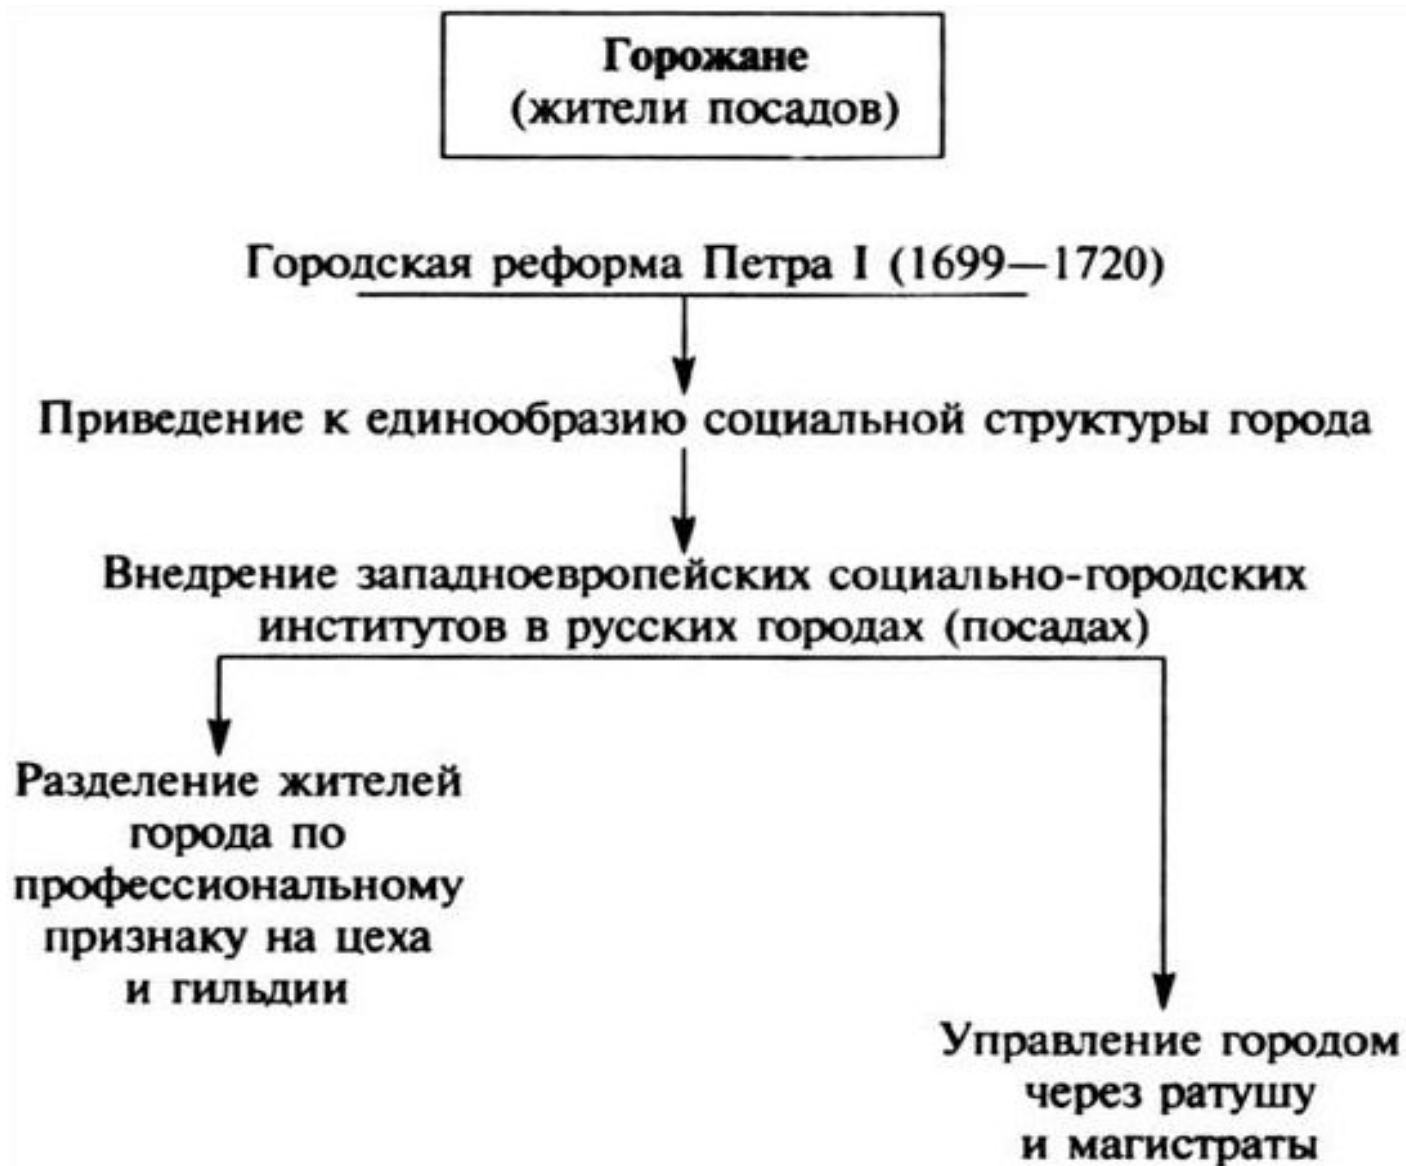 Горожане
(жители посадов)
Городская реформа Петра I (1699—1720)
Приведение к единообразию социальной структуры города
Внедрение западноевропейских социально-городских
институтов в русских городах (посадах)
Разделение жителей
города по
профессиональному
признаку на цеха
и гильдии
Управление городом
через ратушу
и магистраты